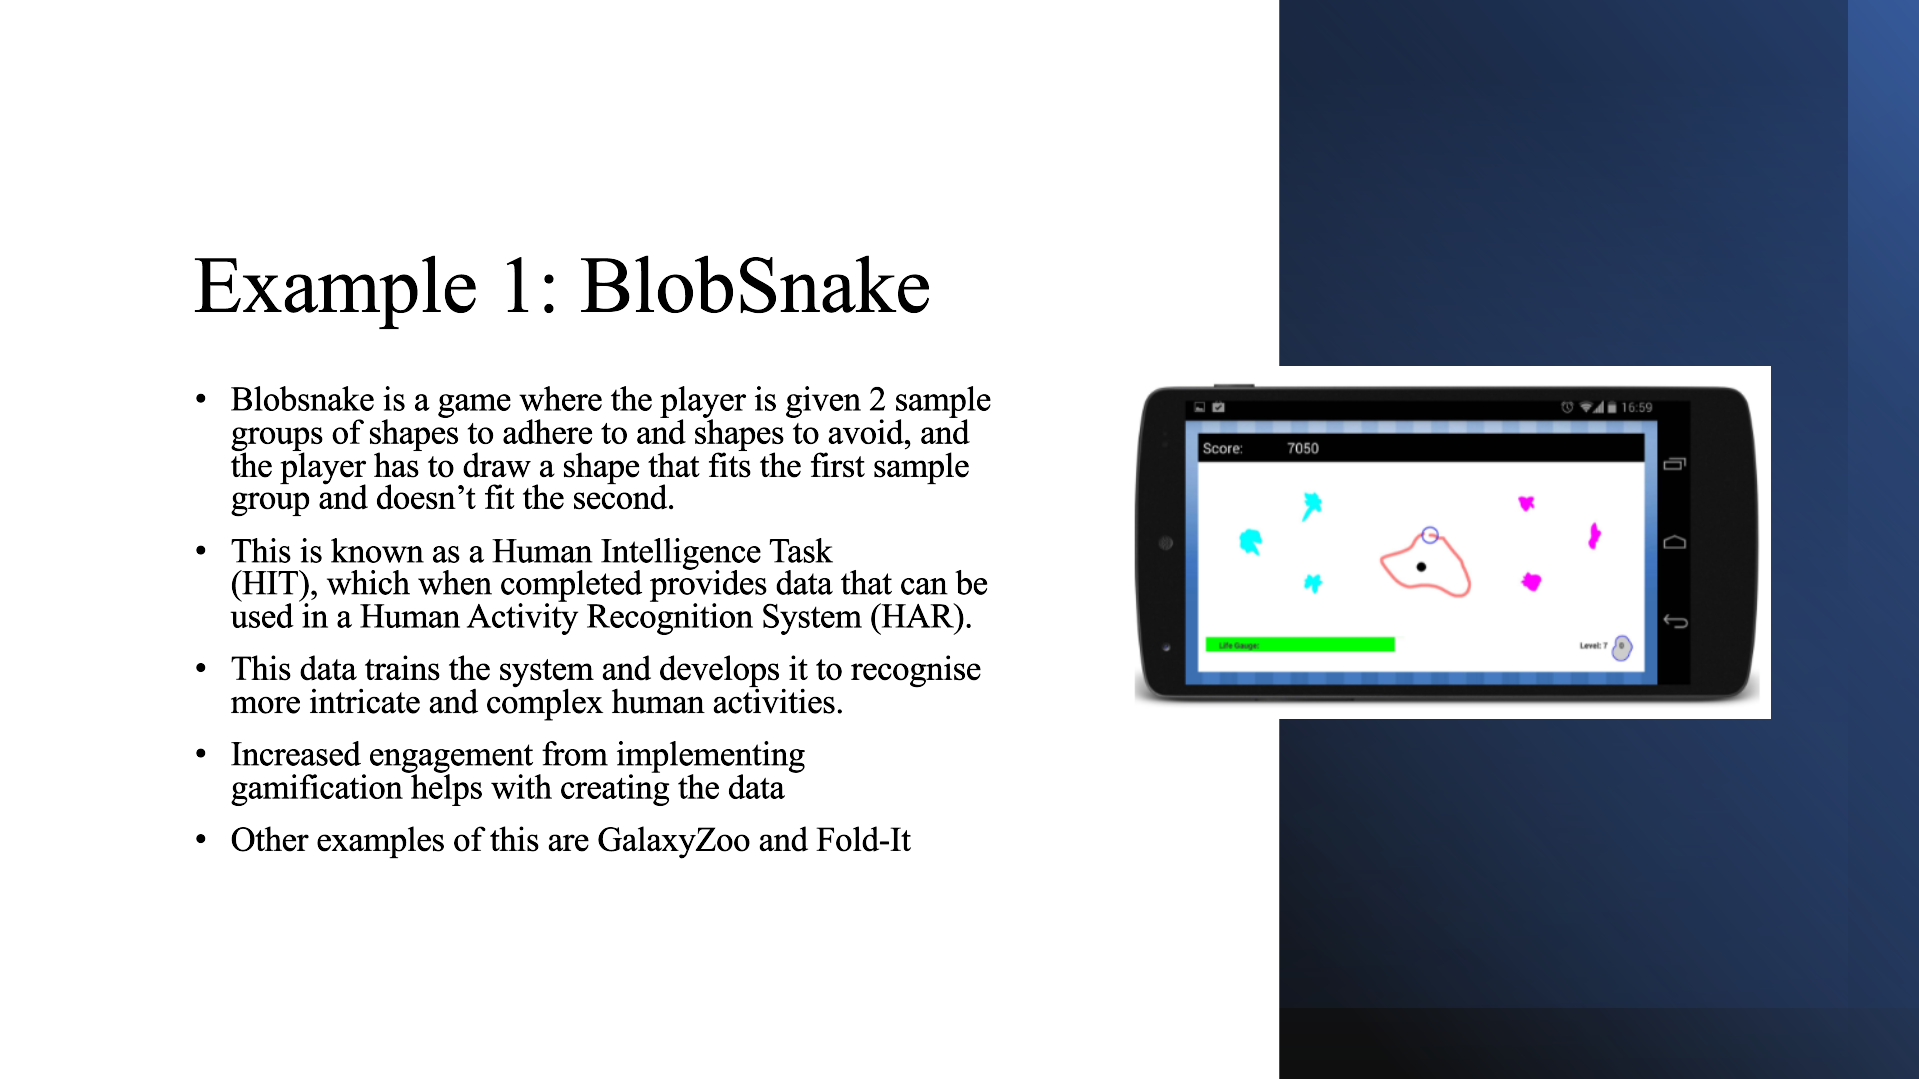 Example 1: BlobSnake
• Blobsnake is a game where the player is given 2 sample
groups of shapes to adhere to and shapes to avoid, and
the player has to draw a shape that fits the first sample
group and doesn’t fit the second.
• This is known as a Human Intelligence Task
(HIT), which when completed provides data that can be
used in a Human Activity Recognition System (HAR).
• This data trains the system and develops it to recognise
more intricate and complex human activities.
• Increased engagement from implementing
gamification helps with creating the data
• Other examples of this are GalaxyZoo and Fold-It
16:59
Score: 7050
Life Gauge:
Level: 7